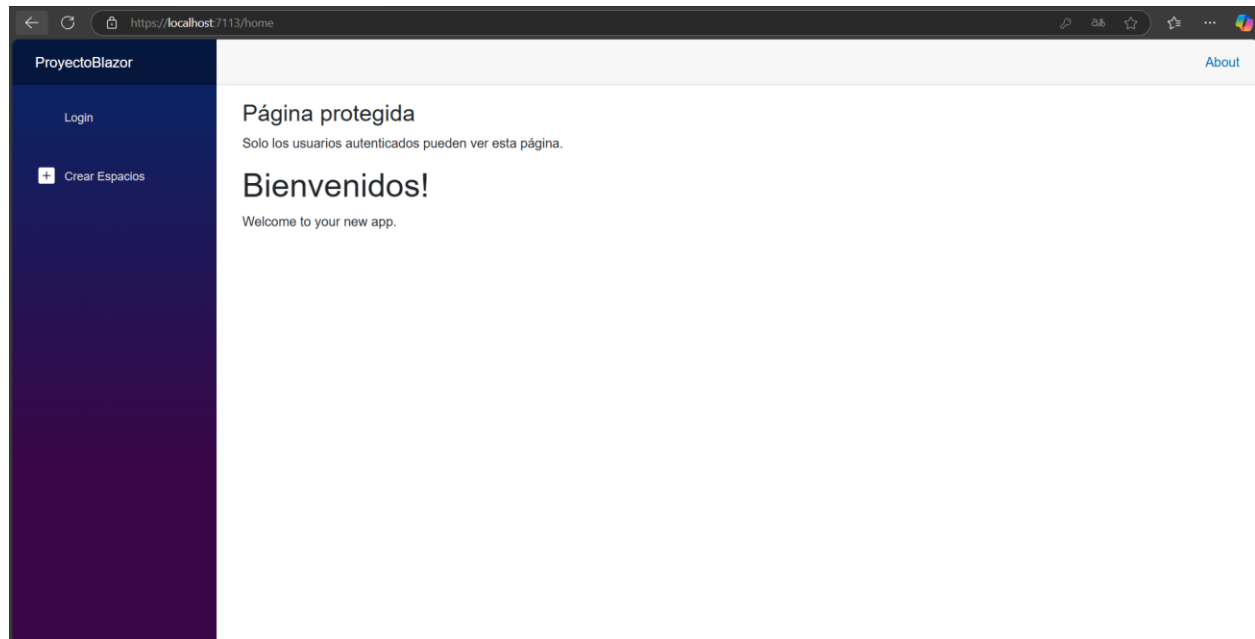 https://localhost:7113/home
ProyectoBlazor
About
Login
Crear Espacios
Página protegida
Solo los usuarios autenticados pueden ver esta página.
Bienvenidos!
Welcome to your new app.